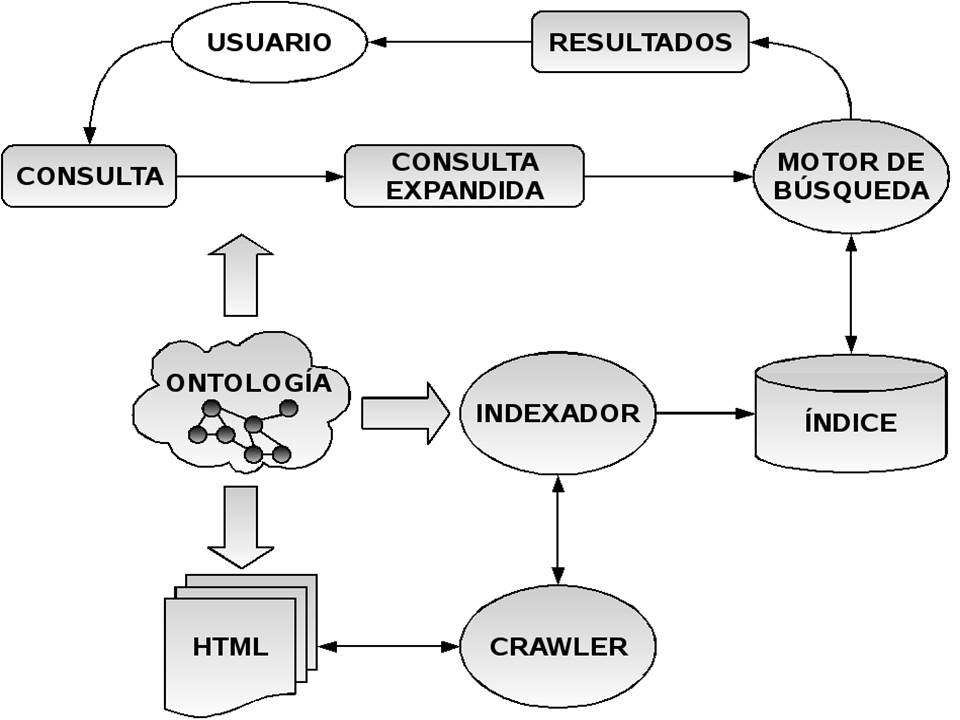 USUARIO
RESULTADOS
CONSULTA
CONSULTA
EXPANDIDA
MOTOR DE
BÚSQUEDA
ONTOLOGÍA
INDEXADOR
ÍNDICE
HTML
CRAWLER